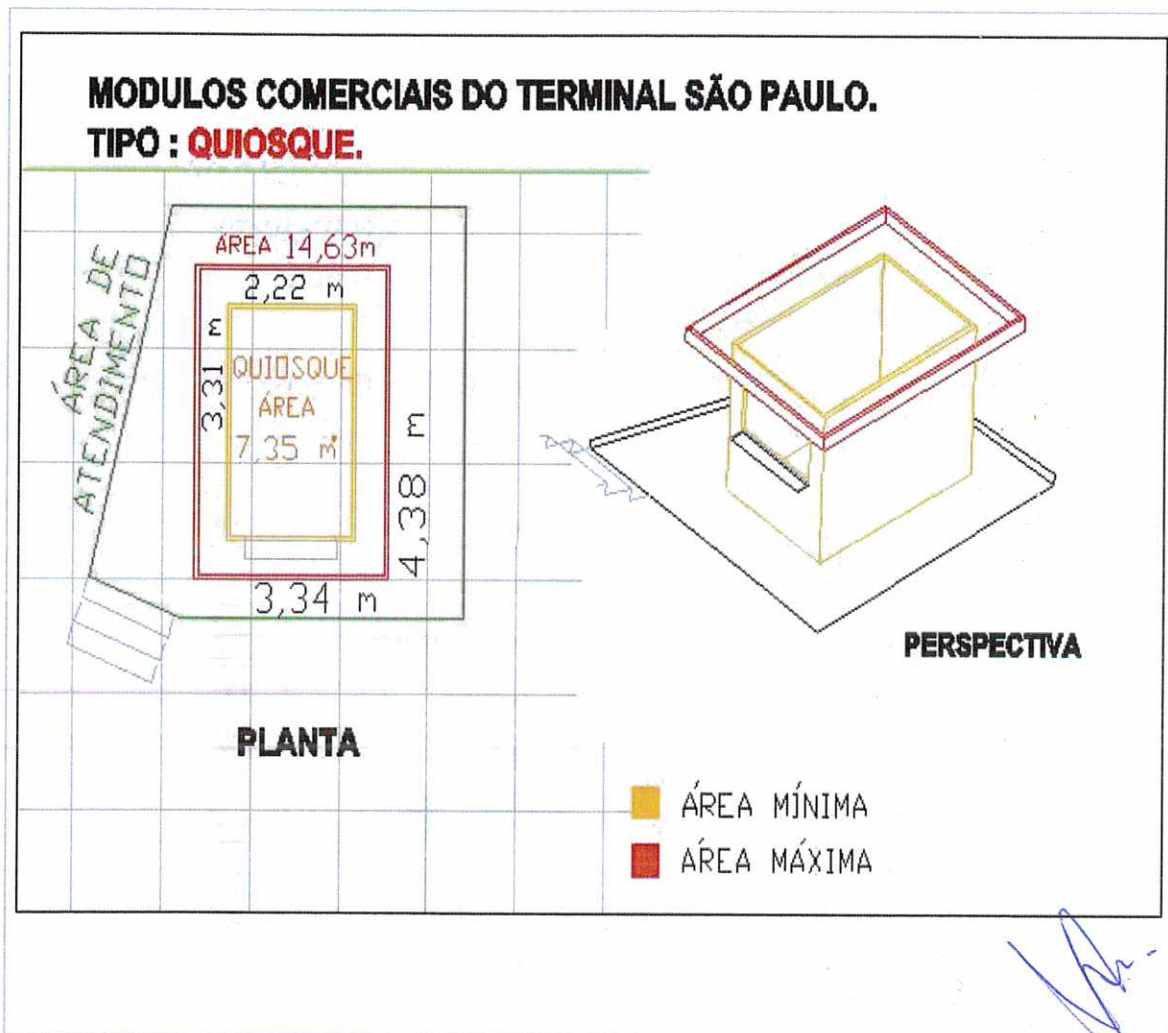 MODULOS COMERCIAIS DO TERMINAL SÃO PAULO.
TIPO : QUIOSQUE.
ÁREA DE
ATENDIMENTO
ÁREA 14,63m
2,22 m
3,31 m
QUIOSQUE
ÁREA
7,35 m²
4,38 m
3,34 m
PLANTA
PERSPECTIVA
ÁREA MÍNIMA
ÁREA MÁXIMA